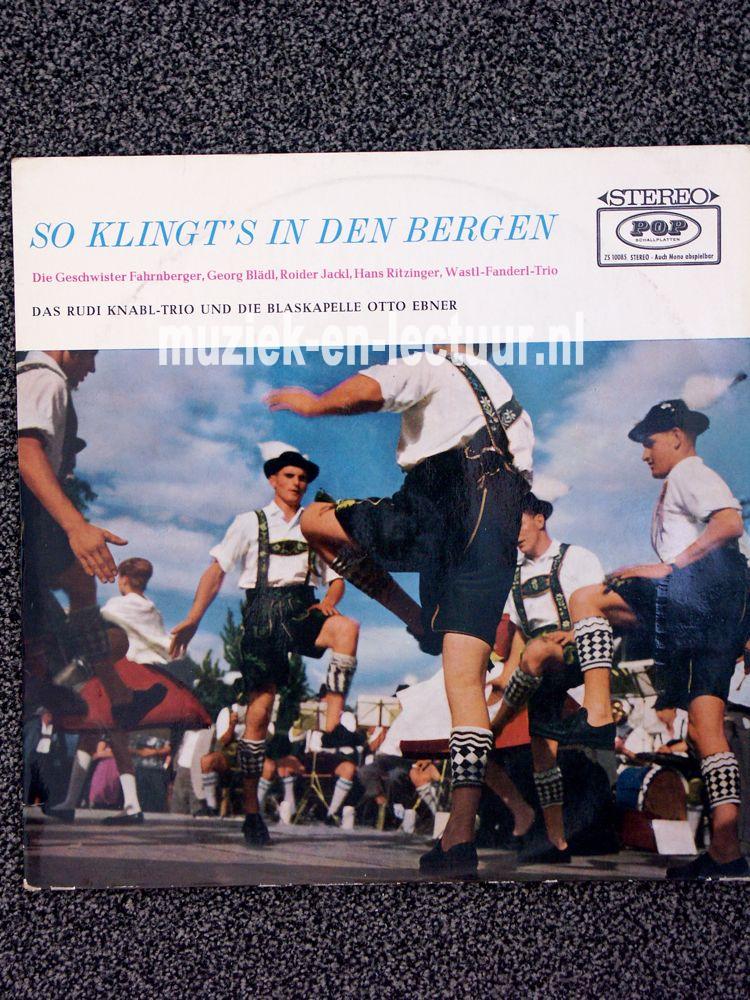 SO KLINGT'S IN DEN BERGEN
Die Geschwister Fahrnberger, Georg Blädl, Roider Jackl, Hans Ritzinger, Wastl-Fanderl-Trio
DAS RUDI KNABL-TRIO UND DIE BLASKAPELLE OTTO EBNER
STEREO
POP
SCHALLPLATTEN
ZS 10085 STEREO - Auch Mono abspielbar
muziek-en-lectuur.nl